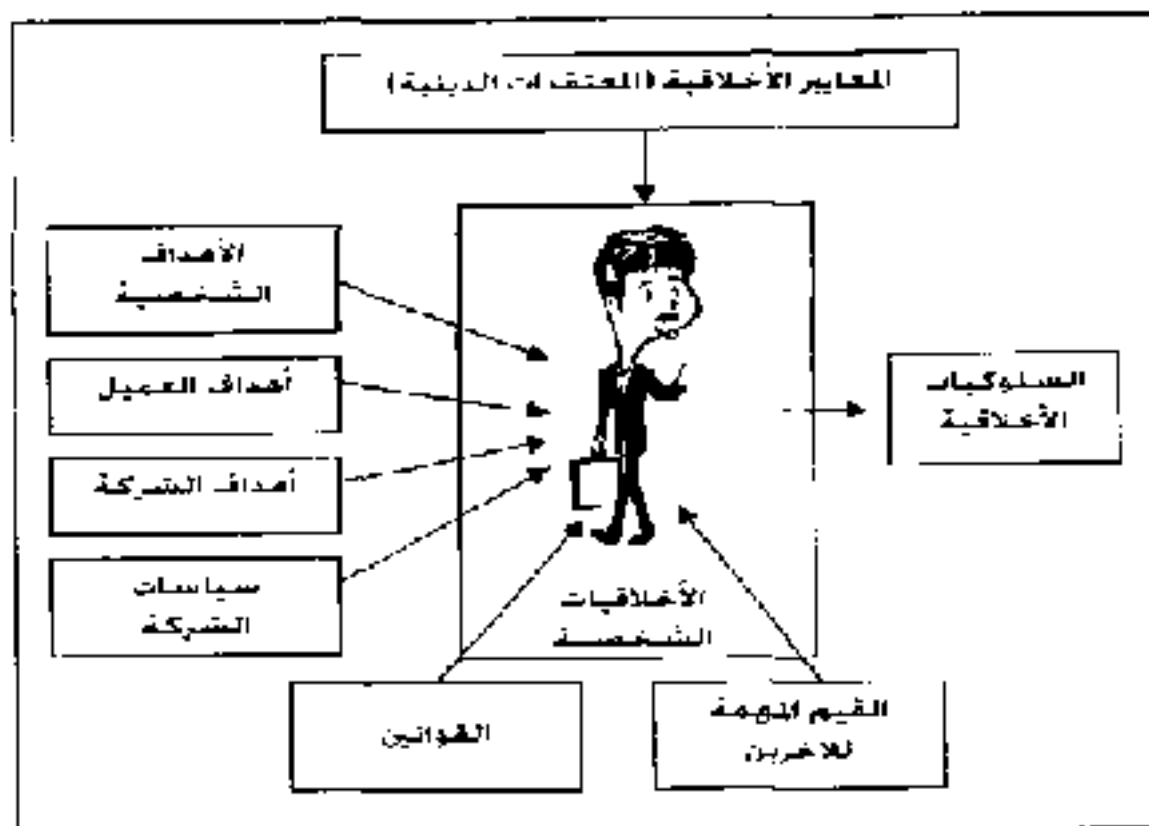 المعايير الأخلاقية (المعتقدات الدينية)
الأهداف
الشخصية
أهداف العميل
أهداف الشركة
سياسات
الشركة
السلوكيات
الأخلاقية
الأخلاقيات
الشخصية
القوانين
القيم المهمة
للآخرين